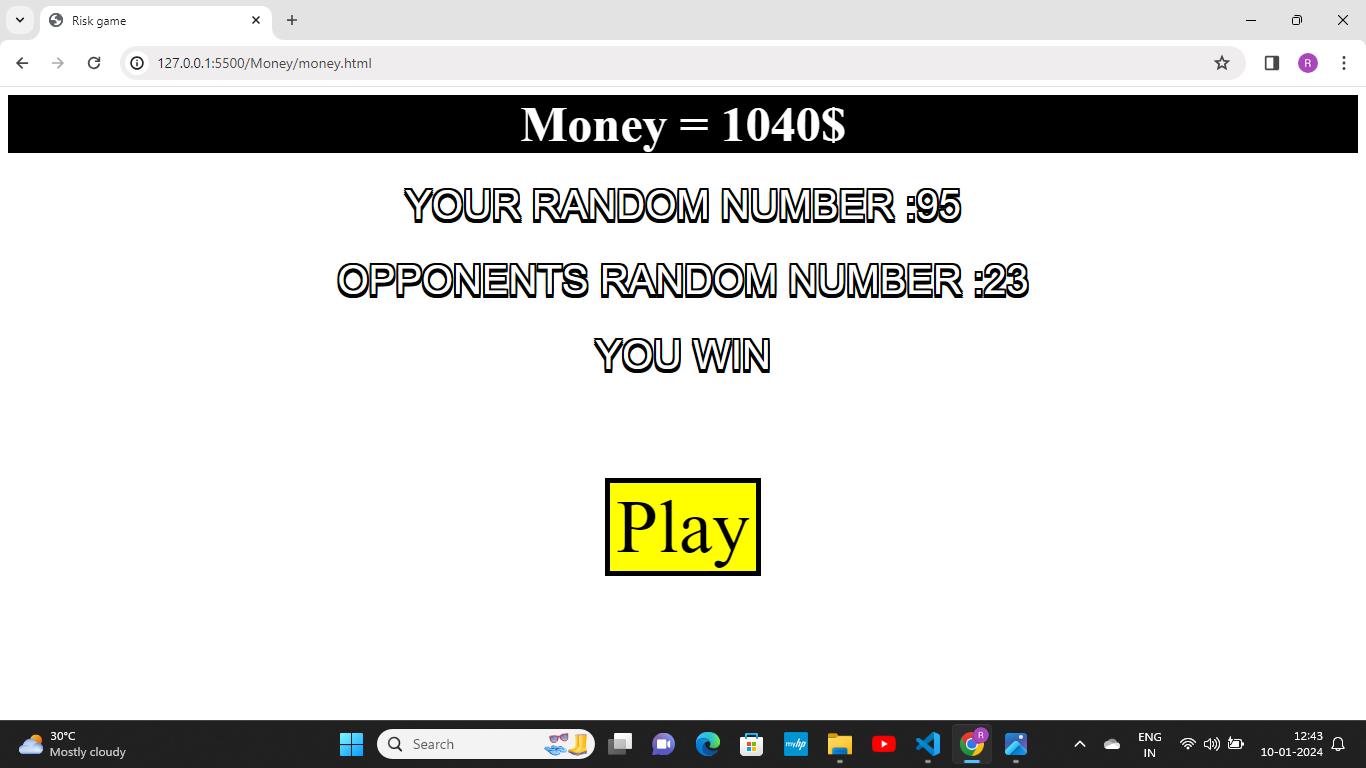 Risk game
127.0.0.1:5500/Money/money.html
R
Money = 1040$
YOUR RANDOM NUMBER :95
OPPONENTS RANDOM NUMBER :23
YOU WIN
Play
30°C
Mostly cloudy
Search
myhp
R
ENG
IN
12:43
10-01-2024